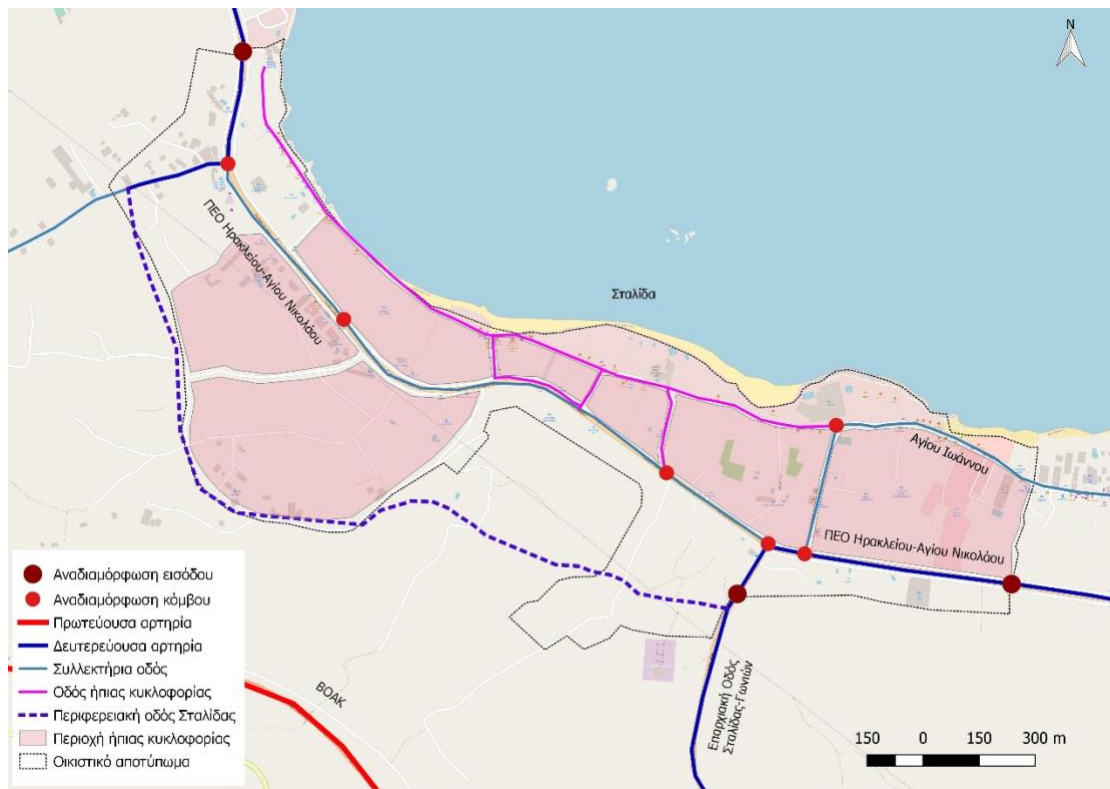 N
ΠΕΟ Ηρακλείου-Αγίου Νικολάου
Σταλίδα
Αγίου Ιωάννου
ΠΕΟ Ηρακλείου-Αγίου Νικολάου
Επαρχιακή Οδός
Σταλίδας-Γωνιών
ΒΟΑΚ
Αναδιαμόρφωση εισόδου
Αναδιαμόρφωση κόμβου
Πρωτεύουσα αρτηρία
Δευτερεύουσα αρτηρία
Συλλεκτήρια οδός
Οδός ήπιας κυκλοφορίας
Περιφερειακή οδός Σταλίδας
Περιοχή ήπιας κυκλοφορίας
Οικιστικό αποτύπωμα
150 0 150 300 m